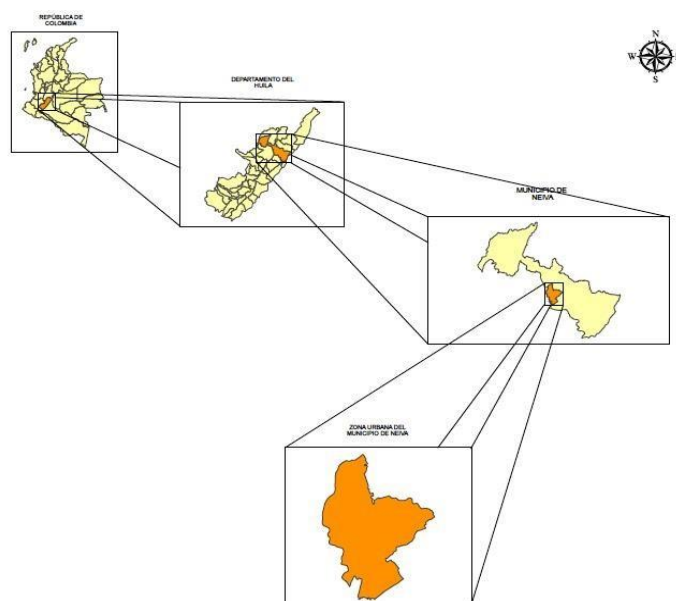 REPÚBLICA DE
COLOMBIA
N
W
E
S
DEPARTAMENTO DEL
HUILA
MUNICIPIO DE
NEIVA
ZONA URBANA DEL
MUNICIPIO DE NEIVA